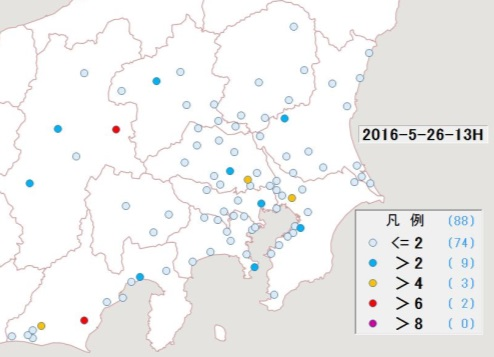 2016-5-26-13H
凡 例 (88)
<= 2 (74)
> 2 ( 9)
> 4 ( 3)
> 6 ( 2)
> 8 ( 0)